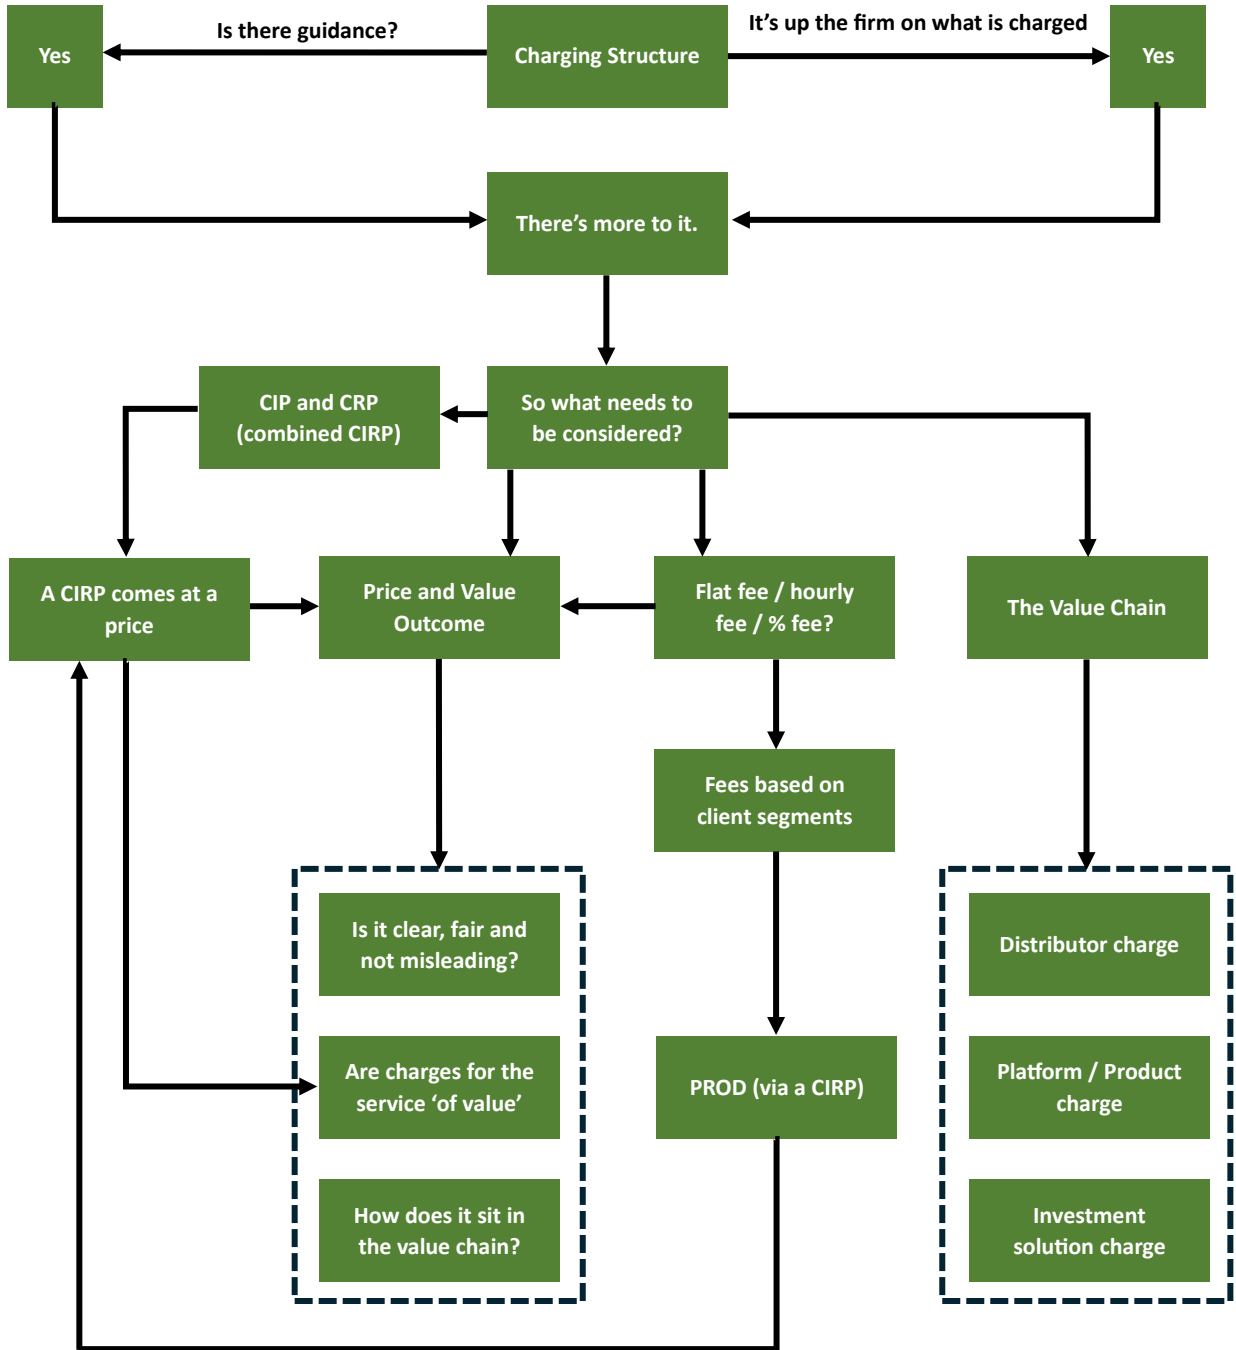 Is there guidance?
It's up the firm on what is charged
Yes
Charging Structure
Yes
There's more to it.
CIP and CRP
(combined CIRP)
So what needs to
be considered?
A CIRP comes at a
price
Price and Value
Outcome
Flat fee / hourly
fee / % fee?
The Value Chain
Fees based on
client segments
Is it clear, fair and
not misleading?
Distributor charge
Are charges for the
service ‘of value’
PROD (via a CIRP)
Platform / Product
charge
How does it sit in
the value chain?
Investment
solution charge